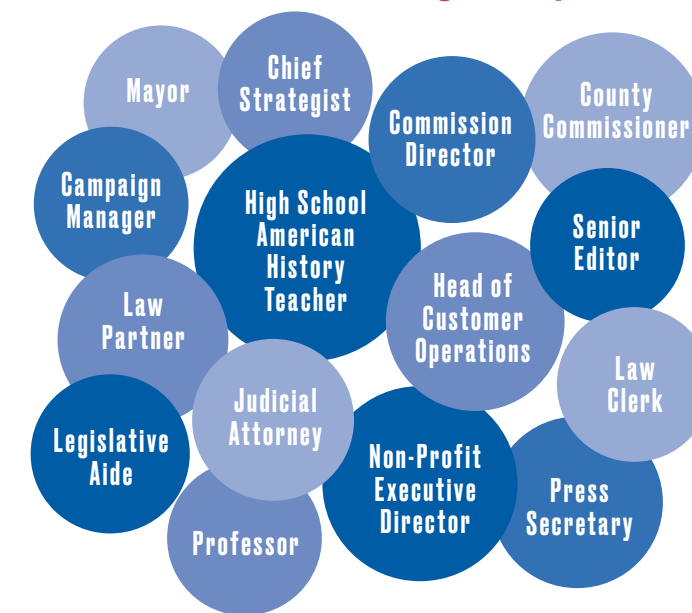 Mayor
Chief
Strategist
Commission
Director
County
Commissioner
Campaign
Manager
High School
American
History
Teacher
Senior
Editor
Head of
Customer
Operations
Law
Partner
Law
Clerk
Judicial
Attorney
Legislative
Aide
Non-Profit
Executive
Director
Press
Secretary
Professor